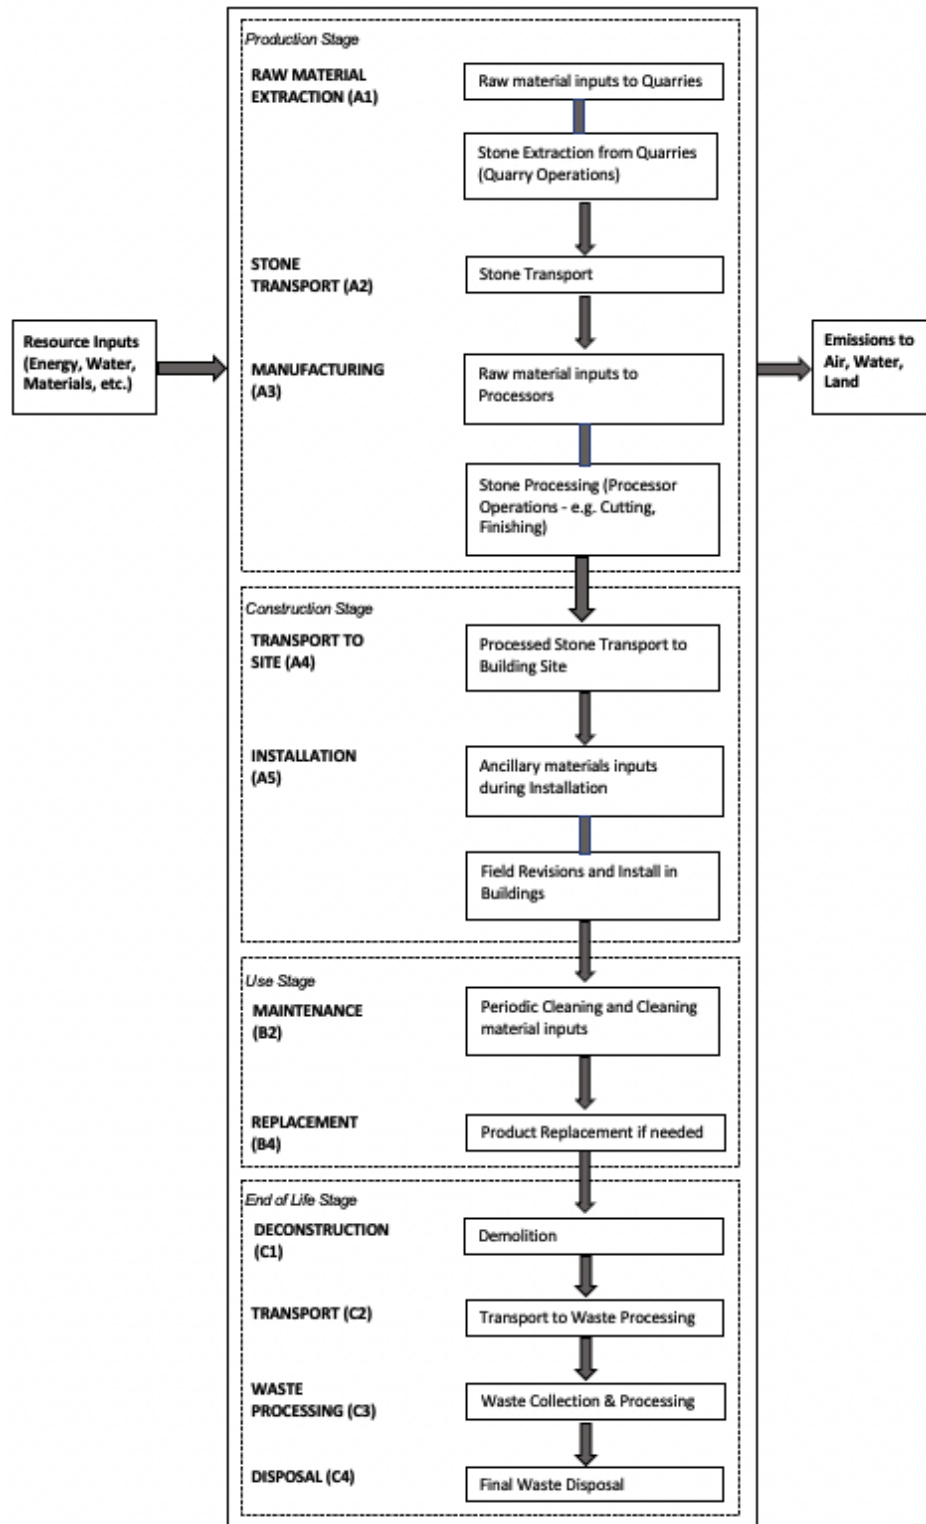 Production Stage
RAW MATERIAL
EXTRACTION (A1)
Raw material inputs to Quarries
Stone Extraction from Quarries
(Quarry Operations)
STONE
TRANSPORT (A2)
Stone Transport
Resource Inputs
(Energy, Water,
Materials, etc.)
MANUFACTURING
(A3)
Raw material inputs to
Processors
Emissions to
Air, Water,
Land
Stone Processing (Processor
Operations - e.g. Cutting,
Finishing)
Construction Stage
TRANSPORT TO
SITE (A4)
Processed Stone Transport to
Building Site
INSTALLATION
(A5)
Ancillary materials inputs
during Installation
Field Revisions and Install in
Buildings
Use Stage
MAINTENANCE
(B2)
Periodic Cleaning and Cleaning
material inputs
REPLACEMENT
(B4)
Product Replacement if needed
End of Life Stage
DECONSTRUCTION
(C1)
Demolition
TRANSPORT (C2)
Transport to Waste Processing
WASTE
PROCESSING (C3)
Waste Collection & Processing
DISPOSAL (C4)
Final Waste Disposal